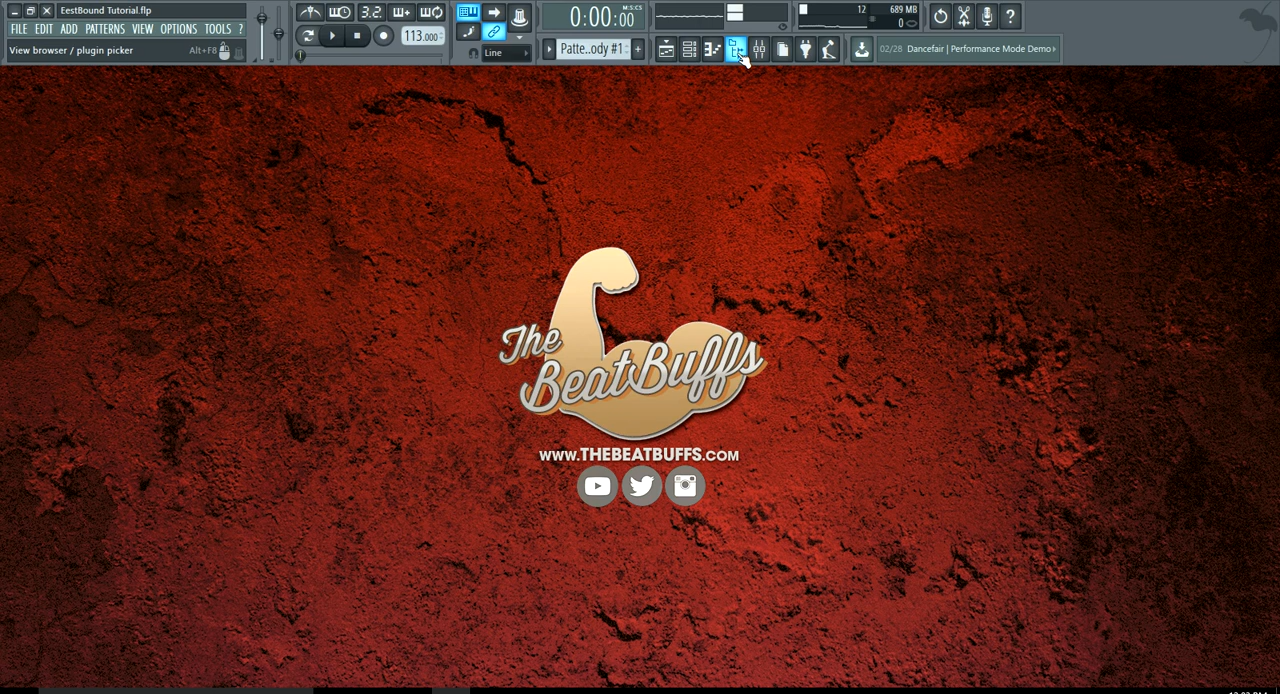 EestBound Tutorial.flp
FILE EDIT ADD PATTERNS VIEW OPTIONS TOOLS ?
View browser / plugin picker Alt+F8
3.2
113.000
Line
0:00:00
M:S:CS
Patte..ody #1
12
689 MB
0
?
02/28 Dancefair | Performance Mode Demo
The
BeatBuffs
WWW.THEBEATBUFFS.COM